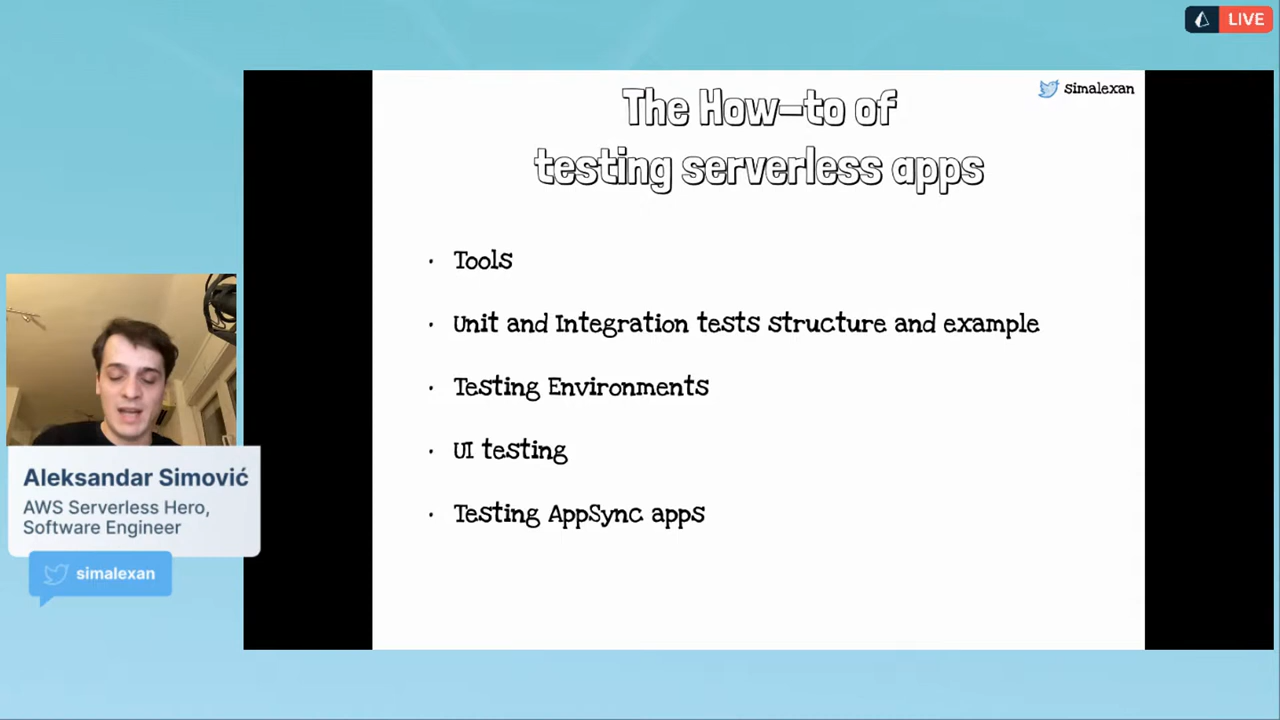 LIVE
simalexan
The How-to of
testing serverless apps
· Tools
· Unit and Integration tests structure and example
· Testing Environments
· UI testing
· Testing AppSync apps
Aleksandar Simović
AWS Serverless Hero,
Software Engineer
simalexan